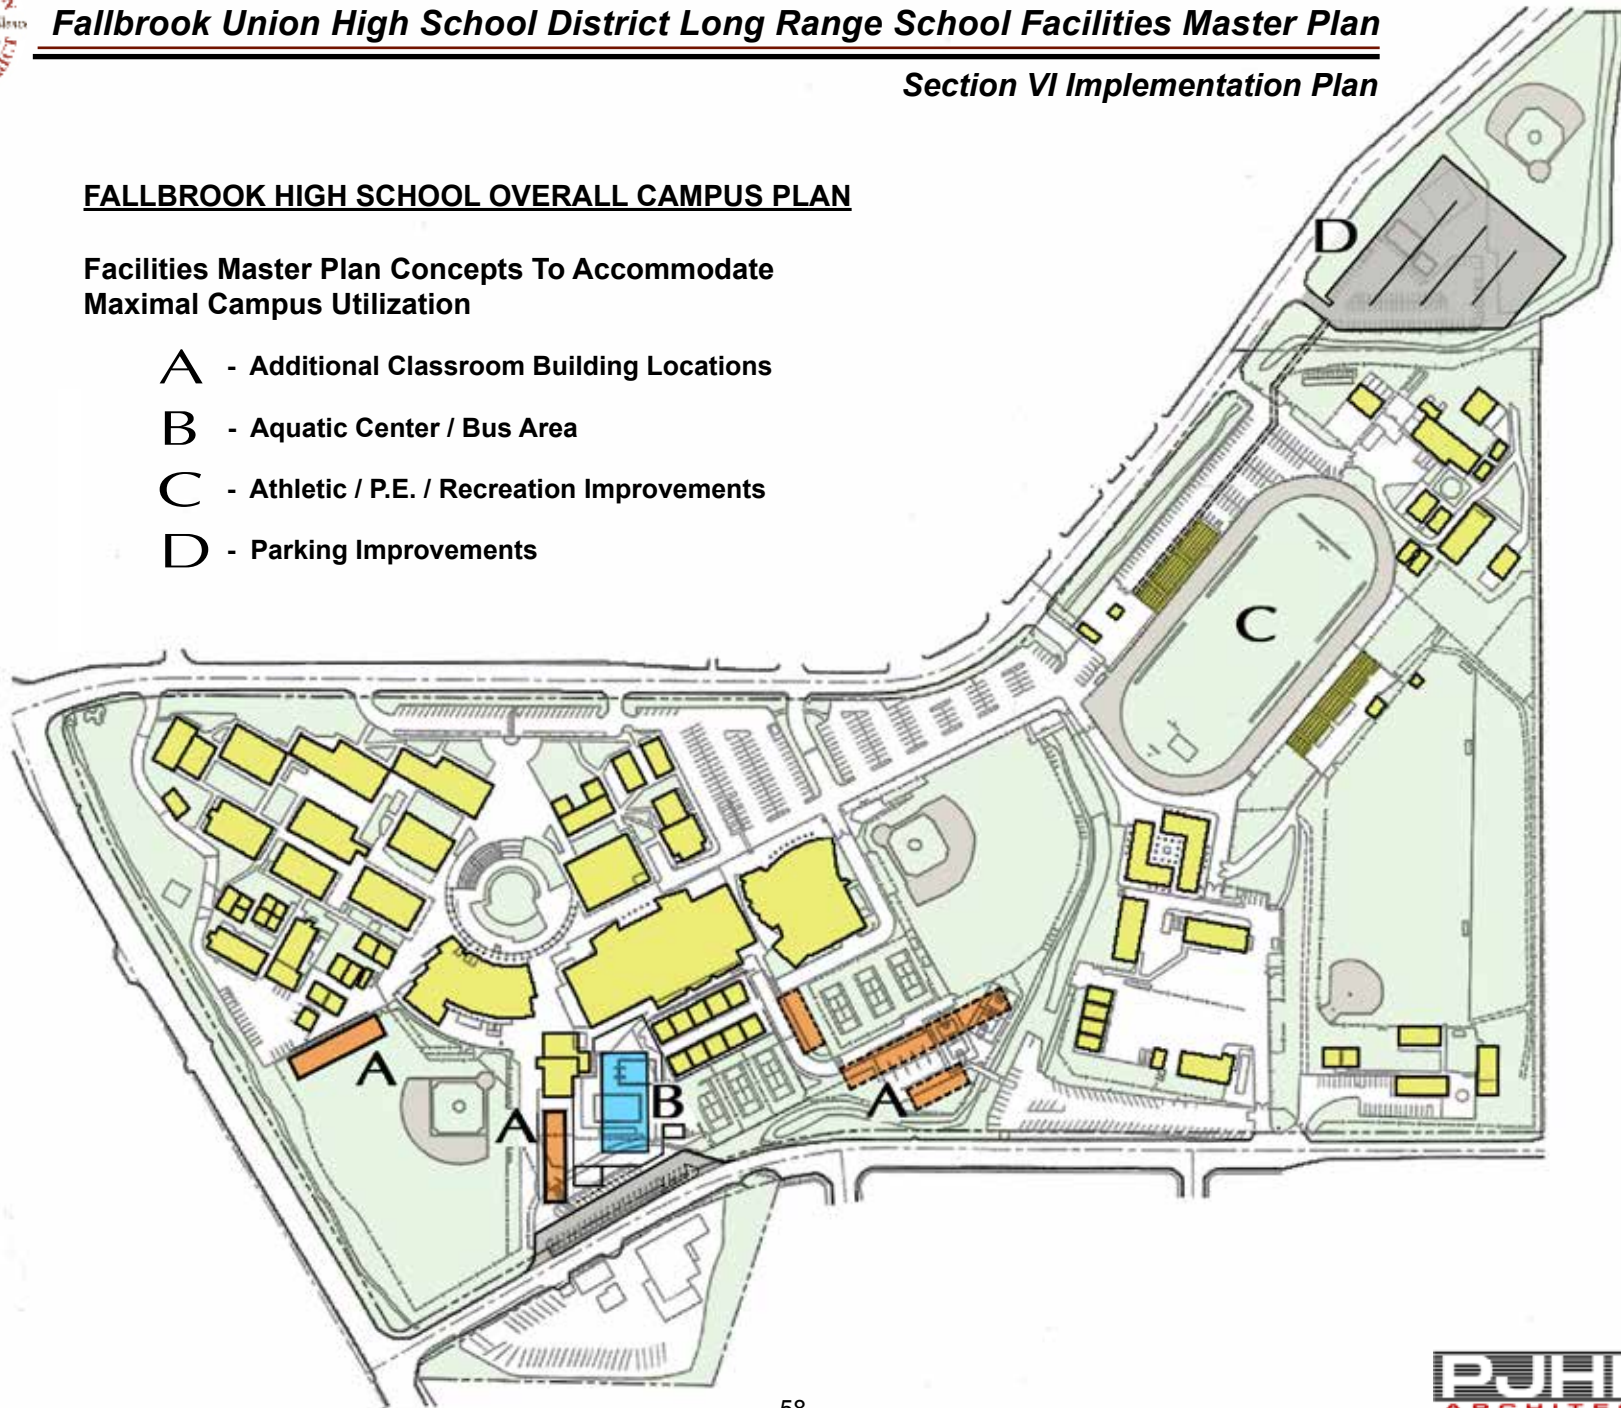 Fallbrook Union High School District Long Range School Facilities Master Plan
Section VI Implementation Plan
FALLBROOK HIGH SCHOOL OVERALL CAMPUS PLAN
Facilities Master Plan Concepts To Accommodate
Maximal Campus Utilization
A - Additional Classroom Building Locations
B - Aquatic Center / Bus Area
C - Athletic / P.E. / Recreation Improvements
D - Parking Improvements
D
C
A
B
A
A
58
PJH